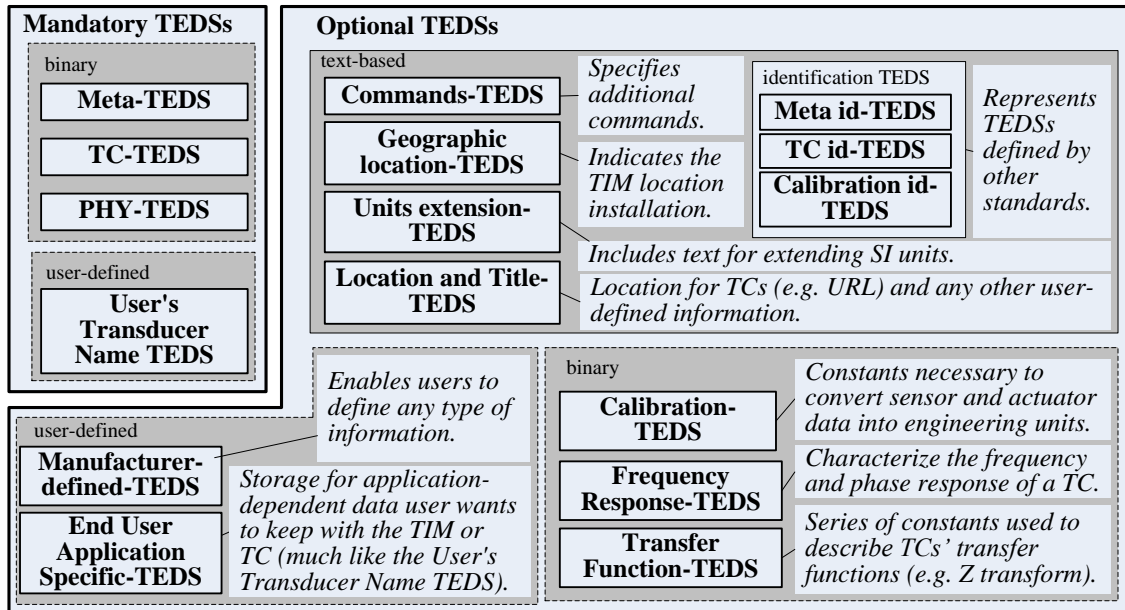 Mandatory TEDSs
binary
Meta-TEDS
TC-TEDS
PHY-TEDS
user-defined
User's
Transducer
Name TEDS
Optional TEDSs
text-based
Commands-TEDS
Specifies
additional
commands.
Geographic
location-TEDS
Indicates the
TIM location
installation.
Units extension-
TEDS
Includes text for extending SI units.
Location and Title-
TEDS
Location for TCs (e.g. URL) and any other user-
defined information.
identification TEDS
Meta id-TEDS
TC id-TEDS
Calibration id-
TEDS
Represents
TEDSs
defined by
other
standards.
user-defined
Manufacturer-
defined-TEDS
Enables users to
define any type of
information.
End User
Application
Specific-TEDS
Storage for application-
dependent data user wants
to keep with the TIM or
TC (much like the User's
Transducer Name TEDS).
binary
Calibration-
TEDS
Constants necessary to
convert sensor and actuator
data into engineering units.
Frequency
Response-TEDS
Characterize the frequency
and phase response of a TC.
Transfer
Function-TEDS
Series of constants used to
describe TCs’ transfer
functions (e.g. Z transform).